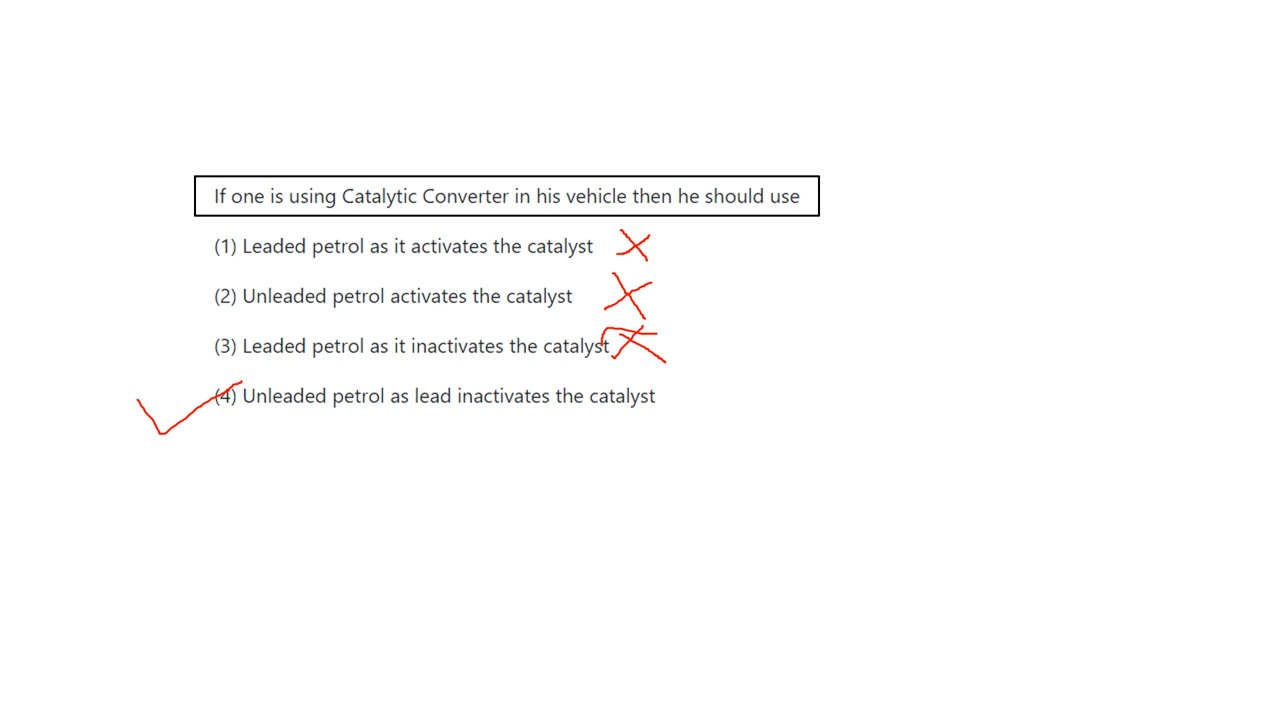 If one is using Catalytic Converter in his vehicle then he should use
(1) Leaded petrol as it activates the catalyst
(2) Unleaded petrol activates the catalyst
(3) Leaded petrol as it inactivates the catalyst
(4) Unleaded petrol as lead inactivates the catalyst